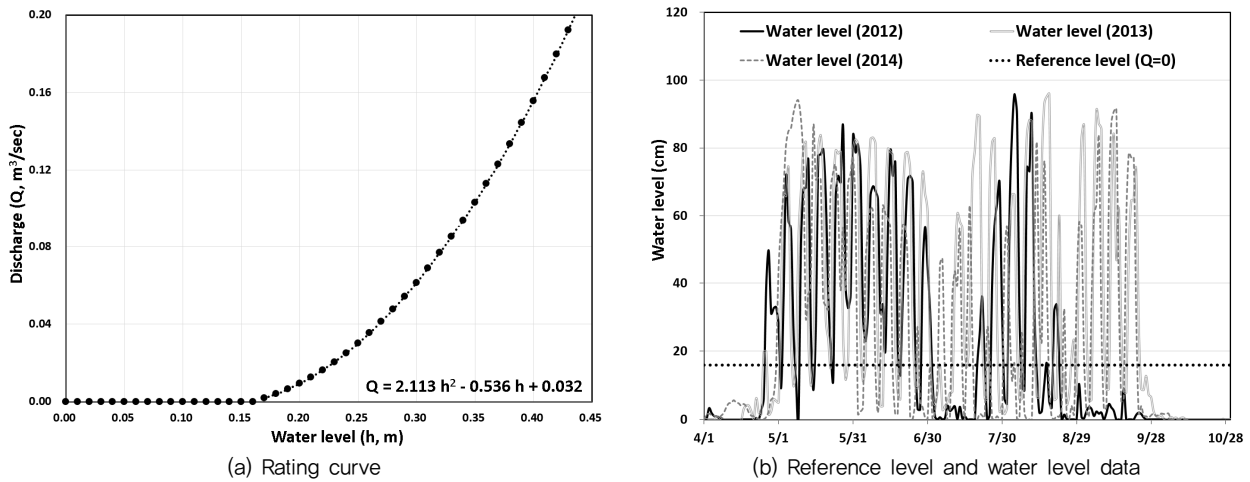 0.20
0.16
0.12
0.08
0.04
0.00
Discharge (Q, m³/sec)
0.00 0.05 0.10 0.15 0.20 0.25 0.30 0.35 0.40 0.45
Water level (h, m)
Q = 2.113 h² - 0.536 h + 0.032
(a) Rating curve
120
100
80
60
40
20
0
Water level (cm)
Water level (2012) Water level (2013)
Water level (2014) Reference level (Q=0)
4/1 5/1 5/31 6/30 7/30 8/29 9/28 10/28
(b) Reference level and water level data